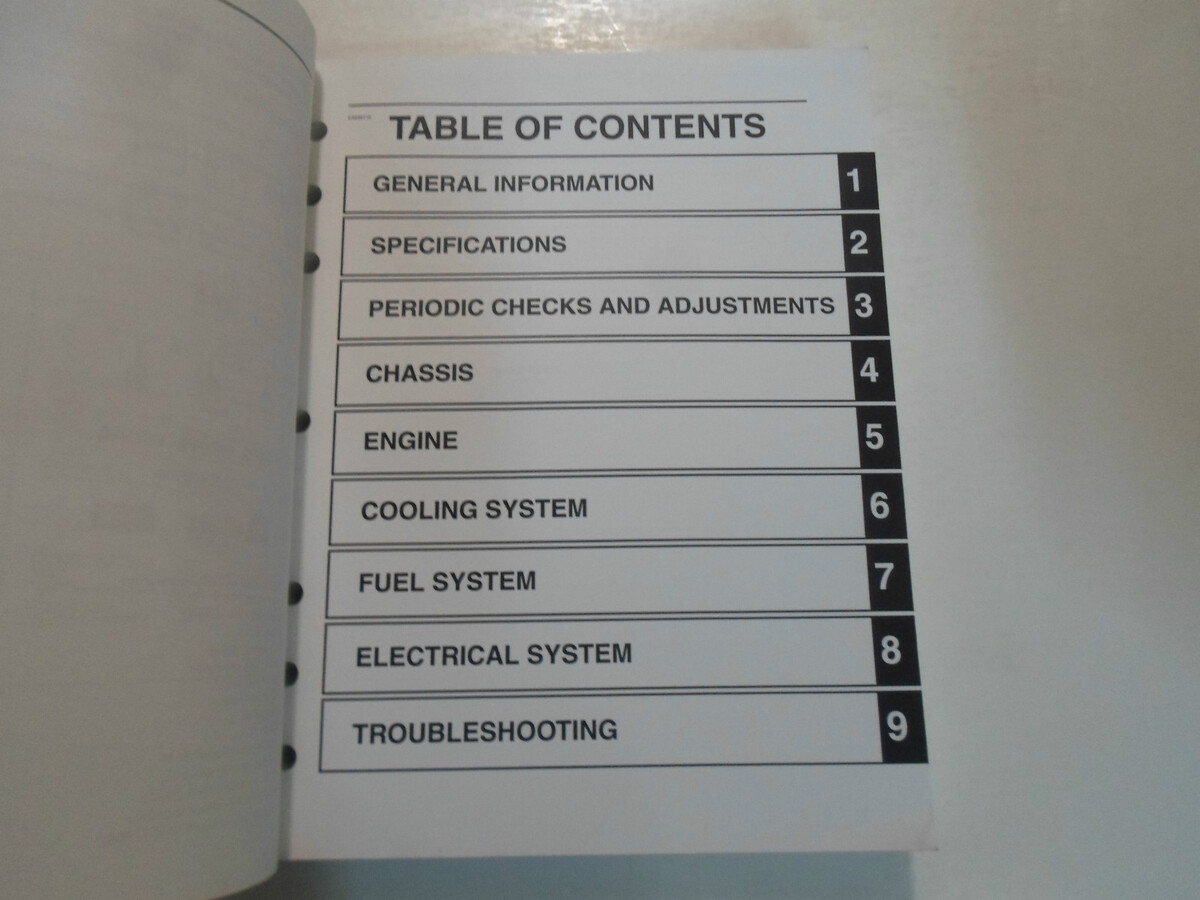 TABLE OF CONTENTS
GENERAL INFORMATION 1
SPECIFICATIONS 2
PERIODIC CHECKS AND ADJUSTMENTS 3
CHASSIS 4
ENGINE 5
COOLING SYSTEM 6
FUEL SYSTEM 7
ELECTRICAL SYSTEM 8
TROUBLESHOOTING 9